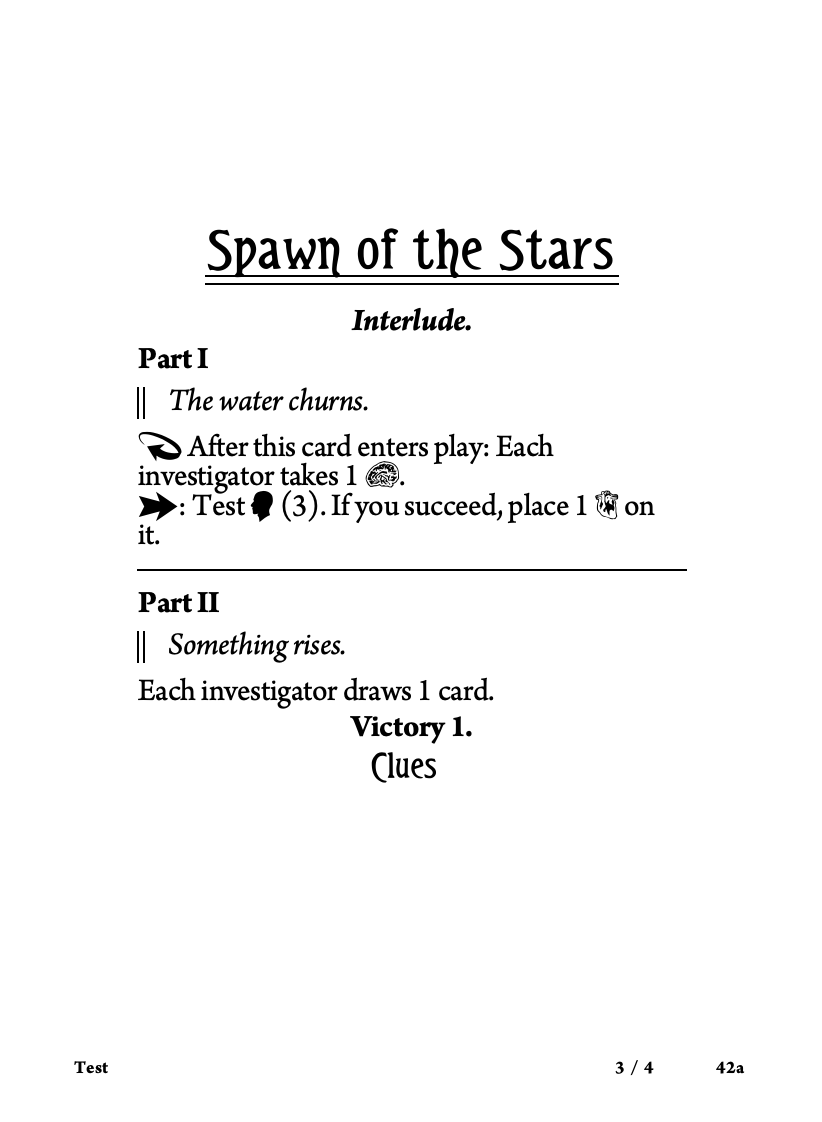 Spawn of the Stars
Interlude.
Part I
The water churns.
After this card enters play: Each
investigator takes 1 .
: Test (3). If you succeed, place 1 on
it.
Part II
Something rises.
Each investigator draws 1 card.
Victory 1.
Clues
Test 3 / 4 42a